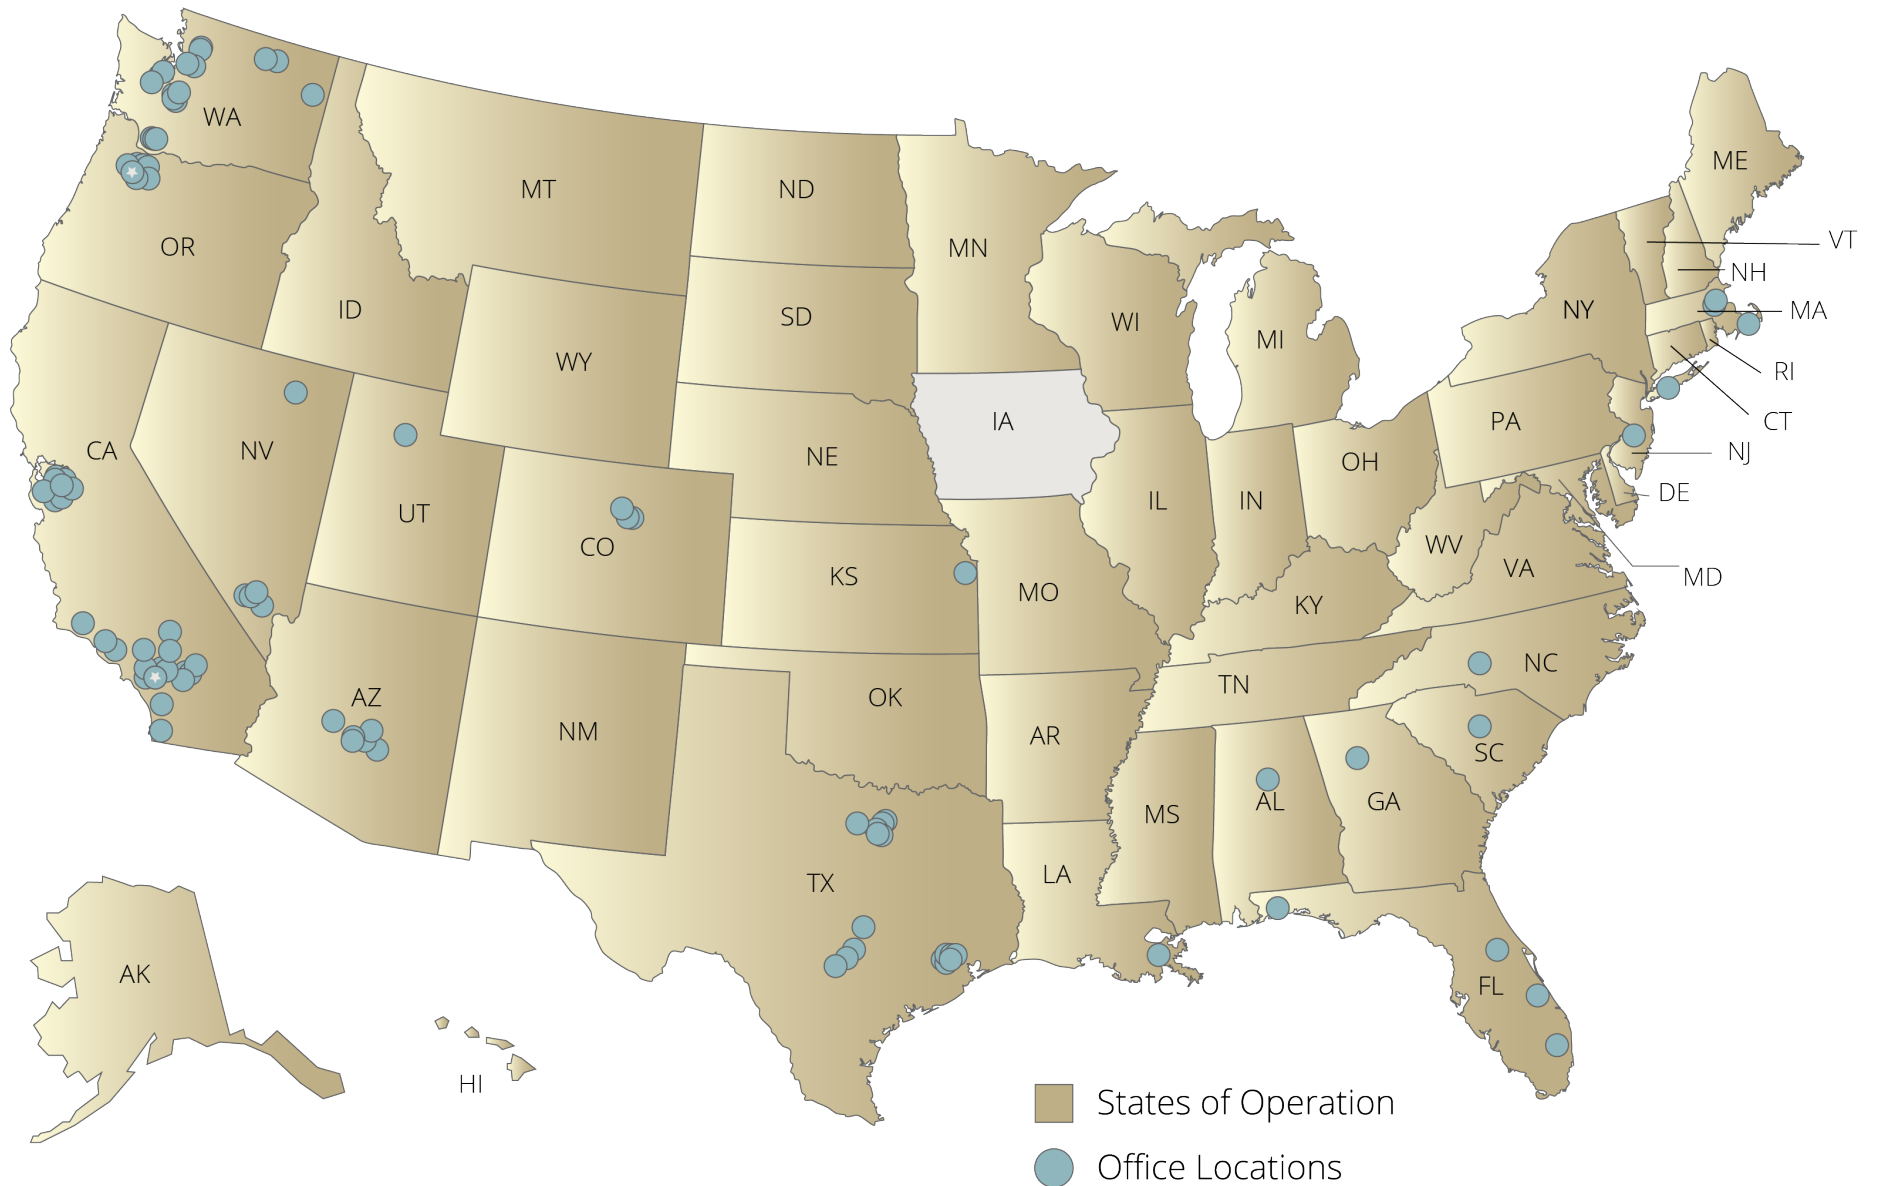 WA
MT
ND
MN
ME
OR
ID
SD
WI
MI
NY
VT
NH
MA
RI
CT
WY
IA
PA
NJ
CA
NV
NE
OH
DE
UT
CO
KS
MO
IL
IN
WV
VA
MD
KY
NC
AZ
NM
OK
AR
TN
SC
TX
LA
MS
AL
GA
FL
AK
HI
States of Operation
Office Locations